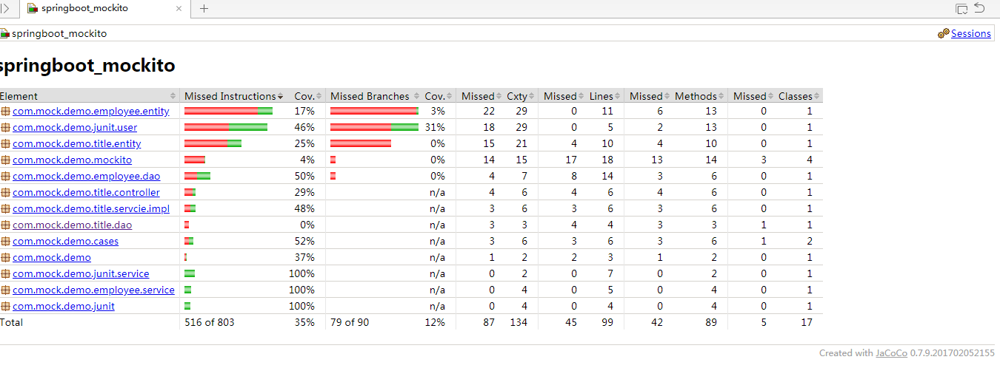 springboot_mockito
springboot_mockito Sessions
springboot_mockito
Element Missed Instructions Cov. Missed Branches Cov. Missed Cxty Missed Lines Missed Methods Missed Classes
com.mock.demo.employee.entity 17% 3% 22 29 0 11 6 13 0 1
com.mock.demo.junit.user 46% 31% 18 29 0 5 2 13 0 1
com.mock.demo.title.entity 25% 0% 15 21 4 10 4 10 0 1
com.mock.demo.mockito 4% 0% 14 15 17 18 13 14 3 4
com.mock.demo.employee.dao 50% 0% 4 7 8 14 3 6 0 1
com.mock.demo.title.controller 29% n/a 4 6 4 6 4 6 0 1
com.mock.demo.title.servcie.impl 48% n/a 3 6 3 6 3 6 0 1
com.mock.demo.title.dao 0% n/a 3 3 4 4 3 3 1 1
com.mock.demo.cases 52% n/a 3 6 3 6 3 6 1 2
com.mock.demo 37% n/a 1 2 2 3 1 2 0 1
com.mock.demo.junit.service 100% n/a 0 2 0 7 0 2 0 1
com.mock.demo.employee.service 100% n/a 0 4 0 5 0 4 0 1
com.mock.demo.junit 100% n/a 0 4 0 4 0 4 0 1
Total 516 of 803 35% 79 of 90 12% 87 134 45 99 42 89 5 17
Created with JaCoCo 0.7.9.201702052155